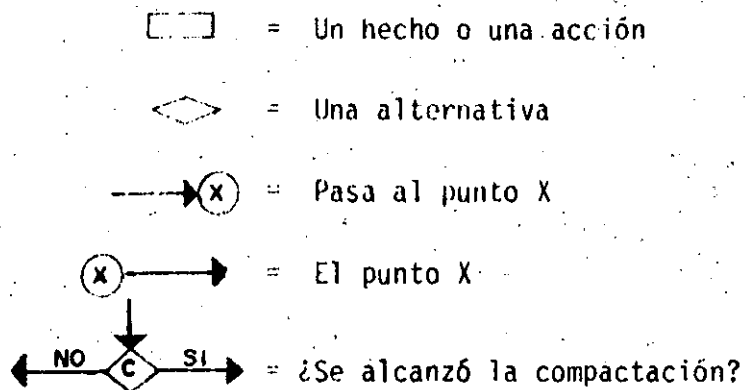 = Un hecho o una acción
= Una alternativa
X = Pasa al punto X
X = El punto X
NO C SI = ¿Se alcanzó la compactación?